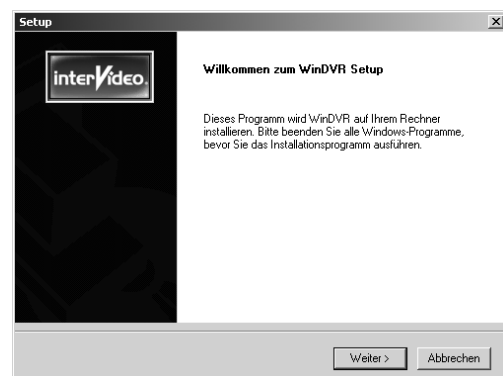 Setup
interVideo.
Willkommen zum WinDVR Setup
Dieses Programm wird WinDVR auf Ihrem Rechner
installieren. Bitte beenden Sie alle Windows-Programme,
bevor Sie das Installationsprogramm ausführen.
Weiter >
Abbrechen